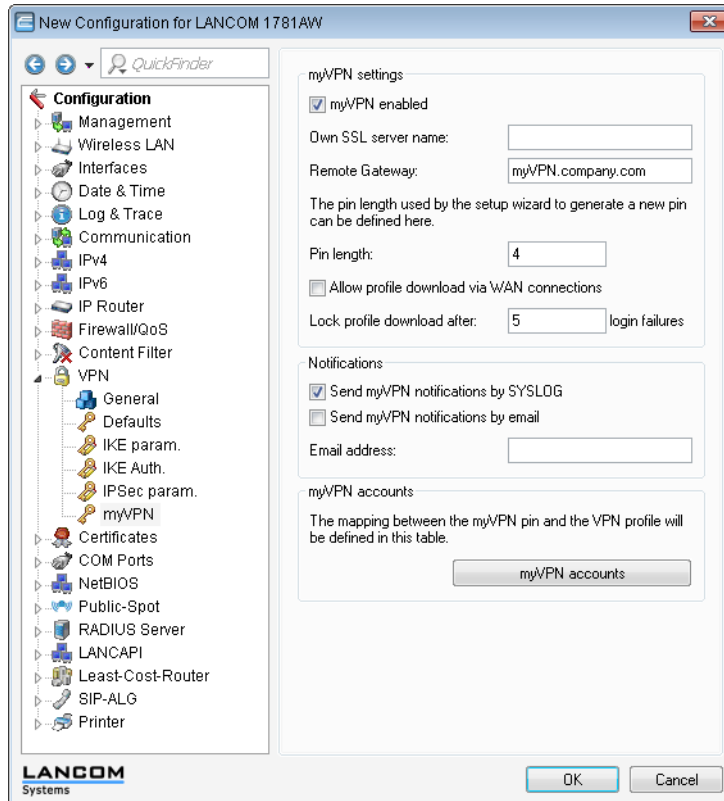 New Configuration for LANCOM 1781AW
QuickFinder
Configuration
Management
Wireless LAN
Interfaces
Date & Time
Log & Trace
Communication
IPv4
IPv6
IP Router
Firewall/QoS
Content Filter
VPN
General
Defaults
IKE param.
IKE Auth.
IPSec param.
myVPN
Certificates
COM Ports
NetBIOS
Public-Spot
RADIUS Server
LANCAPI
Least-Cost-Router
SIP-ALG
Printer
myVPN settings
myVPN enabled
Own SSL server name:
Remote Gateway: myVPN.company.com
The pin length used by the setup wizard to generate a new pin
can be defined here.
Pin length: 4
Allow profile download via WAN connections
Lock profile download after: 5 login failures
Notifications
Send myVPN notifications by SYSLOG
Send myVPN notifications by email
Email address:
myVPN accounts
The mapping between the myVPN pin and the VPN profile will
be defined in this table.
myVPN accounts
LANCOM
Systems
OK Cancel